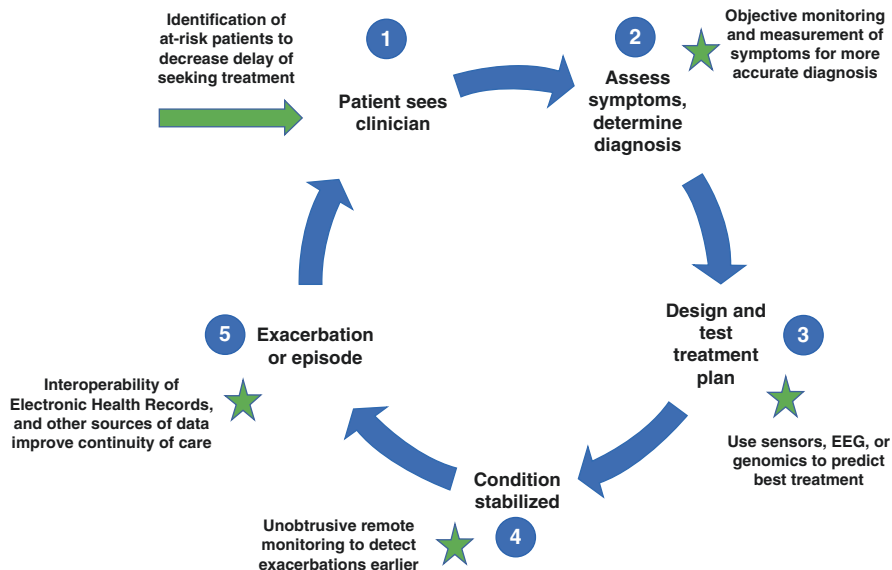 Identification of
at-risk patients to
decrease delay of
seeking treatment
1
Patient sees
clinician
2
Assess
symptoms,
determine
diagnosis
Objective monitoring
and measurement of
symptoms for more
accurate diagnosis
Design and
test
treatment
plan
3
Use sensors, EEG, or
genomics to predict
best treatment
Condition
stabilized
4
Unobtrusive remote
monitoring to detect
exacerbations earlier
5
Exacerbation
or episode
Interoperability of
Electronic Health Records,
and other sources of data
improve continuity of care